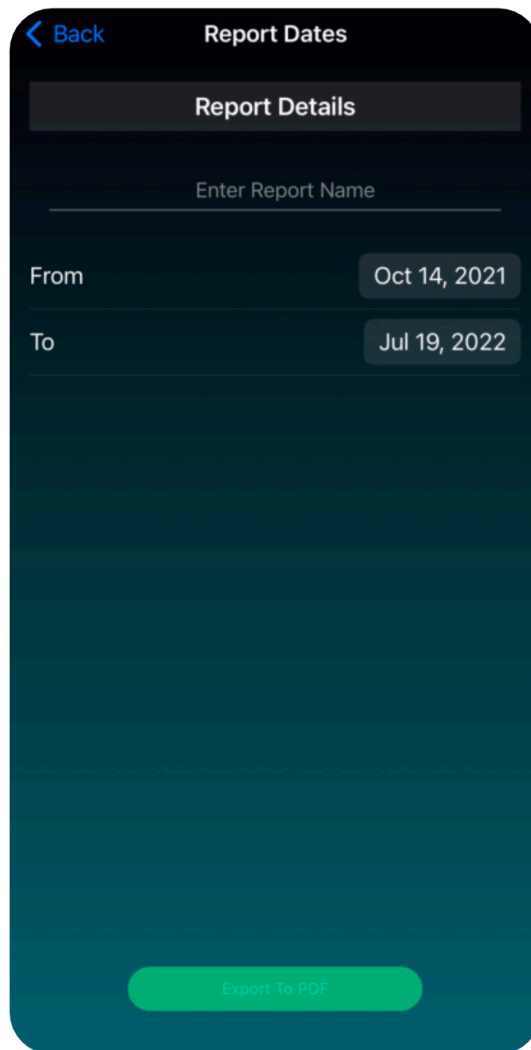 Back Report Dates
Report Details
Enter Report Name
From Oct 14, 2021
To Jul 19, 2022
Export To PDF